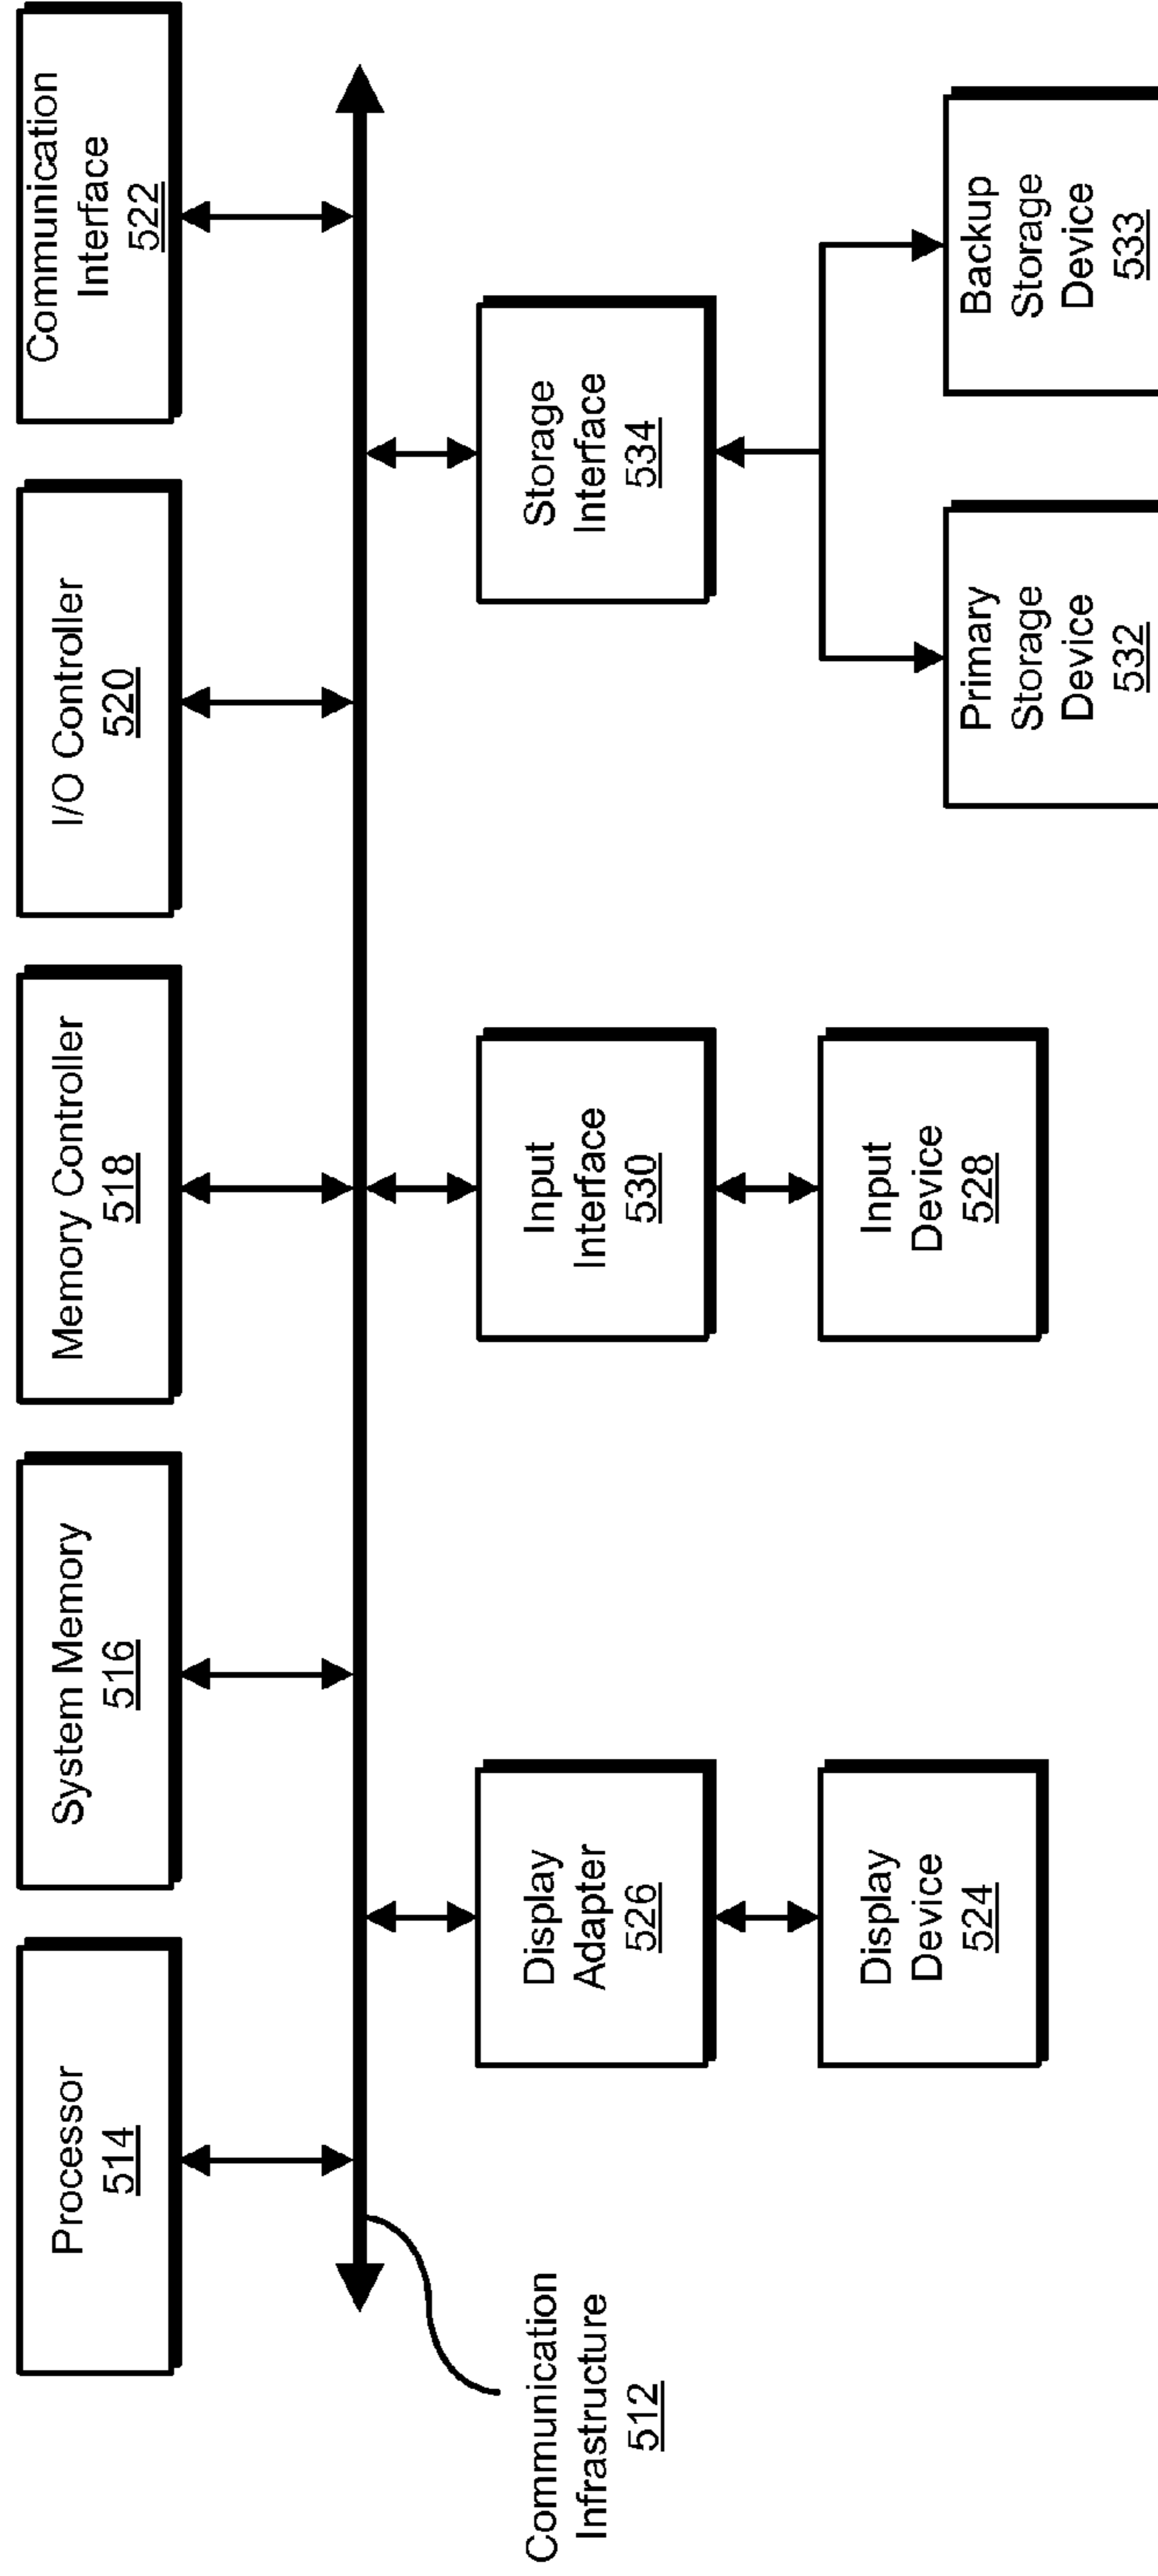 Processor
514
System Memory
516
Memory Controller
518
I/O Controller
520
Communication
Interface
522
Communication
Infrastructure
512
Display
Adapter
526
Input
Interface
530
Storage
Interface
534
Display
Device
524
Input
Device
528
Primary
Storage
Device
532
Backup
Storage
Device
533